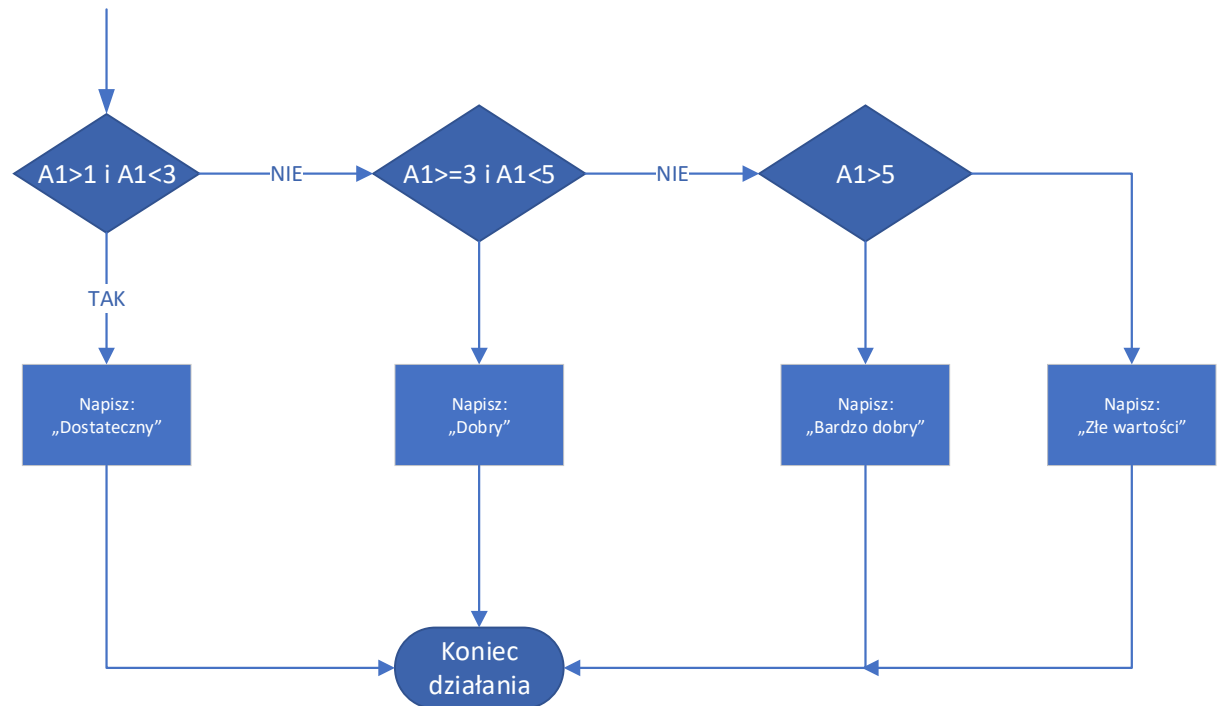 A1>1 i A1<3
NIE
A1>=3 i A1<5
NIE
A1>5
TAK
Napisz:
„Dostateczny”
Napisz:
„Dobry”
Napisz:
„Bardzo dobry”
Napisz:
„Złe wartości”
Koniec
działania